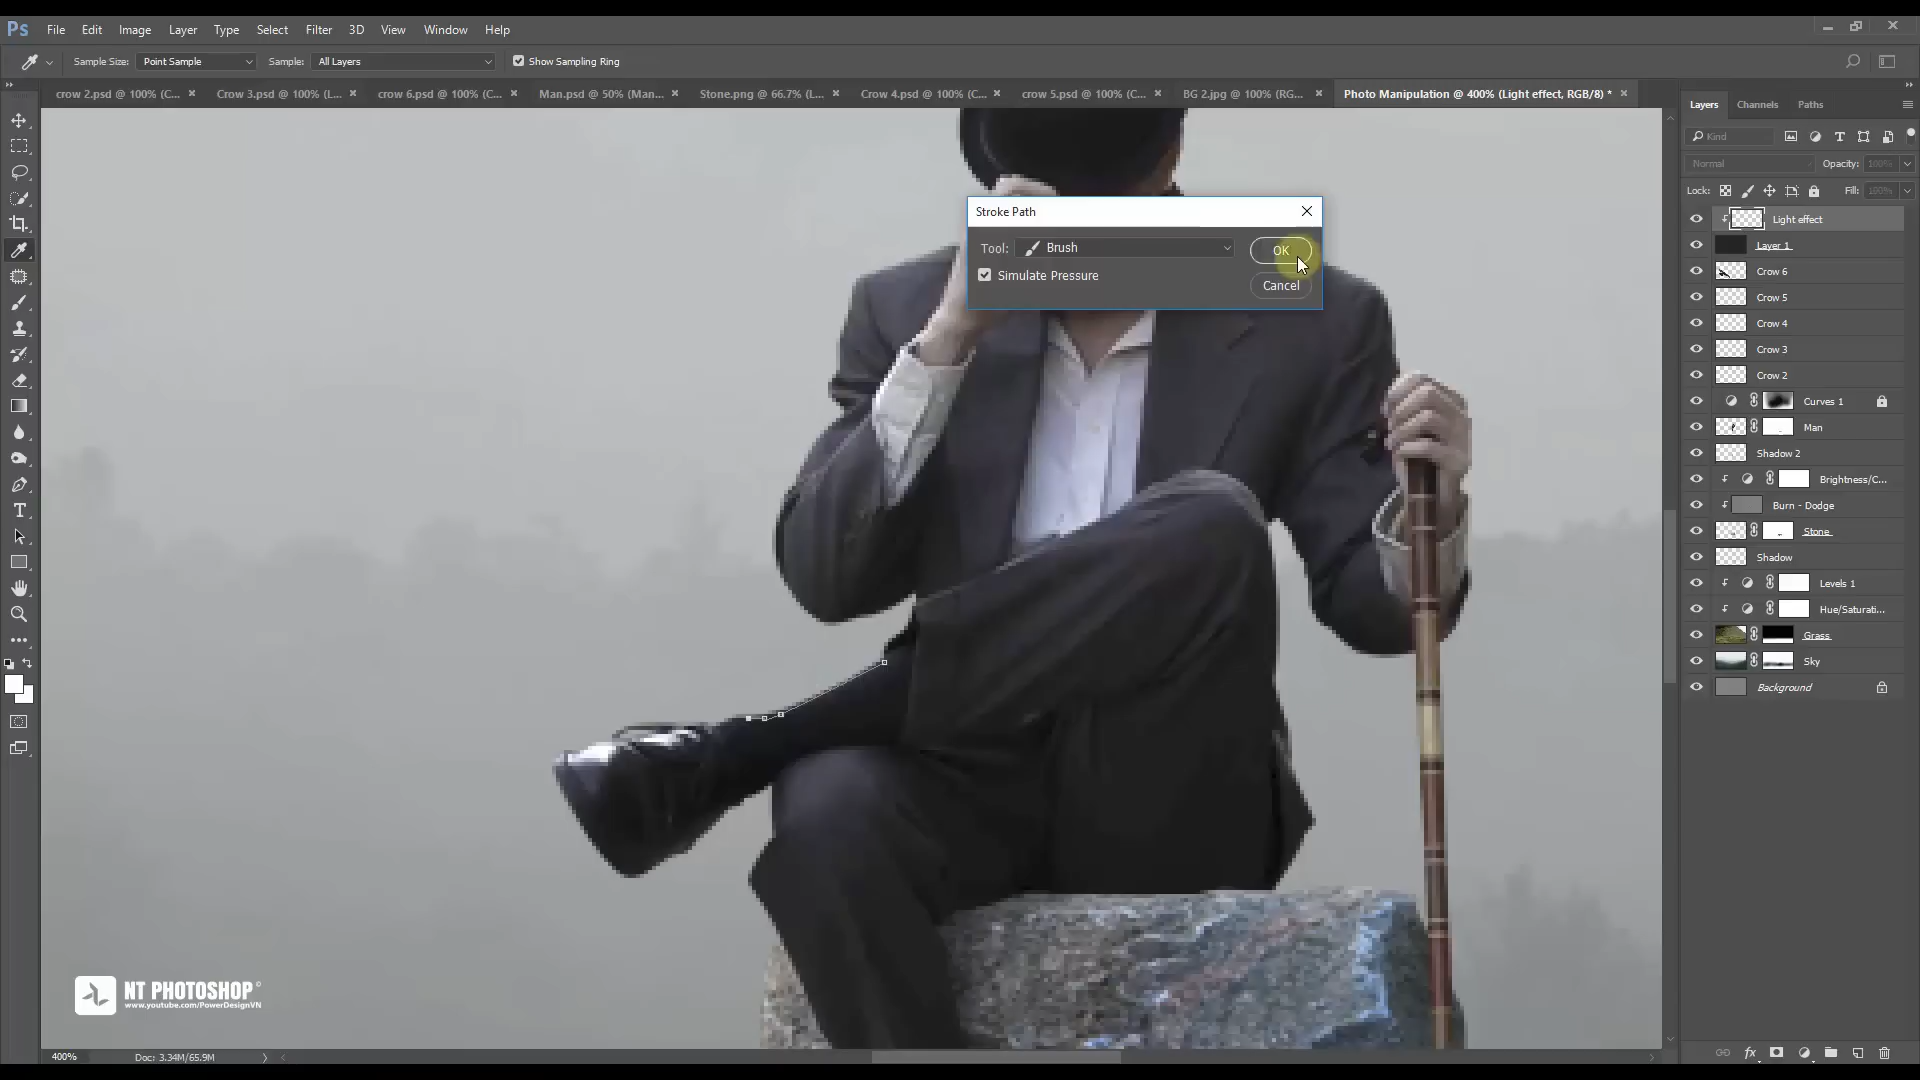 Ps File Edit Image Layer Type Select Filter 3D View Window Help
Sample Size: Point Sample Sample: All Layers Show Sampling Ring
crow 2.psd @ 100% (C... × Crow 3.psd @ 100% (L... × crow 6.psd @ 100% (C... × Man.psd @ 50% (Man... × Stone.png @ 66.7% (L... × Crow 4.psd @ 100% (C... × crow 5.psd @ 100% (C... × BG 2.jpg @ 100% (RG... × Photo Manipulation @ 400% (Light effect, RGB/8) * ×
Layers Channels Paths
Kind
Normal Opacity: 100%
Lock: Fill: 100%
Light effect
Layer 1
Crow 6
Crow 5
Crow 4
Crow 3
Crow 2
Curves 1
Man
Shadow 2
Brightness/C...
Burn - Dodge
Stone
Shadow
Levels 1
Hue/Saturati...
Grass
Sky
Background
Stroke Path
Tool: Brush
OK
Simulate Pressure
Cancel
NT PHOTOSHOP©
www.youtube.com/PowerDesignVN
400% Doc: 3.34M/65.9M
fx